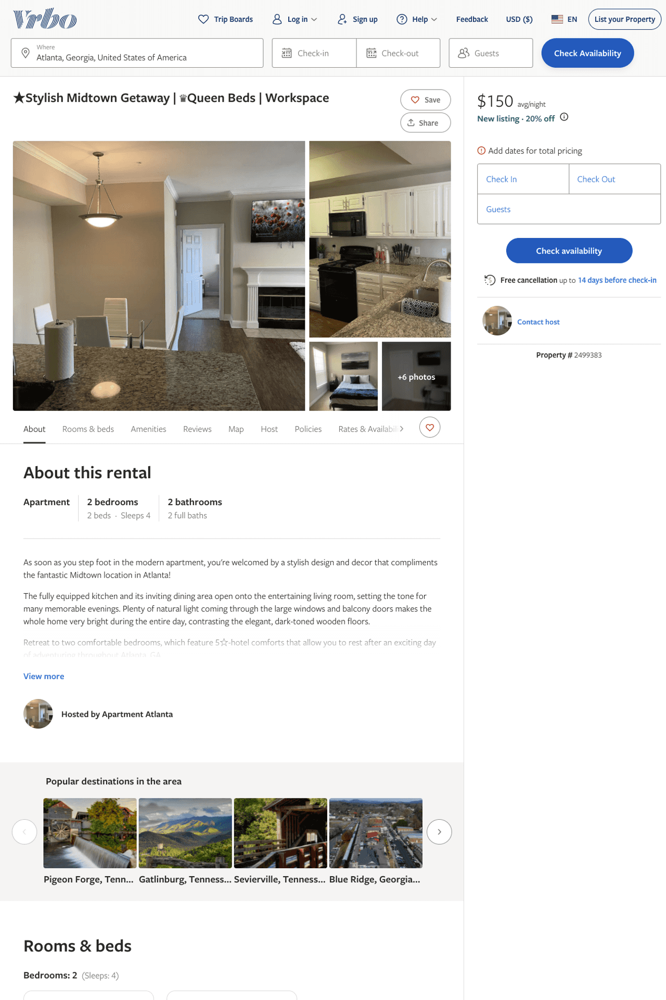 Vrbo
Trip Boards
Log in
Sign up
Help
Feedback
USD ($)
EN
List your Property
Where
Atlanta, Georgia, United States of America
Check-in
Check-out
Guests
Check Availability
★Stylish Midtown Getaway | ♛Queen Beds | Workspace
Save
Share
+6 photos
$150 avg/night
New listing · 20% off
Add dates for total pricing
Check In
Check Out
Guests
Check availability
Free cancellation up to 14 days before check-in
Contact host
Property # 2499383
About
Rooms & beds
Amenities
Reviews
Map
Host
Policies
Rates & Availabili
About this rental
Apartment
2 bedrooms
2 beds · Sleeps 4
2 bathrooms
2 full baths
As soon as you step foot in the modern apartment, you're welcomed by a stylish design and decor that compliments
the fantastic Midtown location in Atlanta!
The fully equipped kitchen and its inviting dining area open onto the entertaining living room, setting the tone for
many memorable evenings. Plenty of natural light coming through the large windows and balcony doors makes the
whole home very bright during the entire day, contrasting the elegant, dark-toned wooden floors.
Retreat to two comfortable bedrooms, which feature 5☆-hotel comforts that allow you to rest after an exciting day
of adventuring throughout Atlanta, GA.
View more
Hosted by Apartment Atlanta
Popular destinations in the area
Pigeon Forge, Tenn...
Gatlinburg, Tenness...
Sevierville, Tenness...
Blue Ridge, Georgia...
Rooms & beds
Bedrooms: 2 (Sleeps: 4)